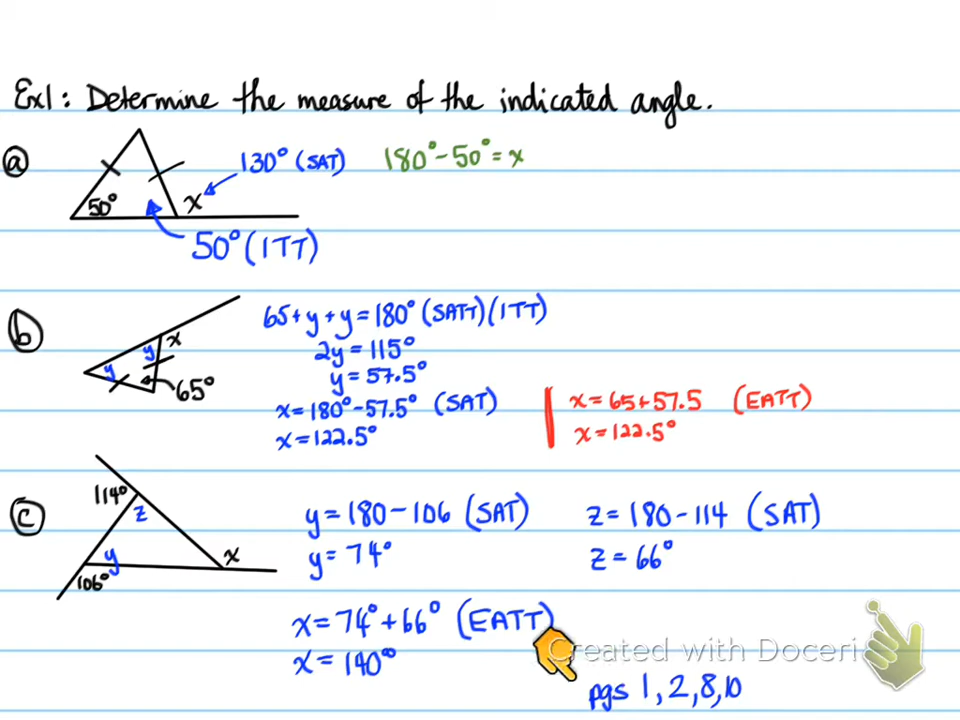 Ex1: Determine the measure of the indicated angle.
a
130° (SAT) 180° - 50° = x
50° x
50° (ITT)
b
65 + y + y = 180° (SATT) (ITT)
x
y
y
65°
2y = 115°
y = 57.5°
x = 180° - 57.5° (SAT)
x = 122.5°
x = 65 + 57.5 (EATT)
x = 122.5°
c
114°
z
y
x
106°
y = 180 - 106 (SAT)
y = 74°
z = 180 - 114 (SAT)
z = 66°
x = 74° + 66° (EATT)
x = 140°
Created with Doceri
pgs 1, 2, 8, 10